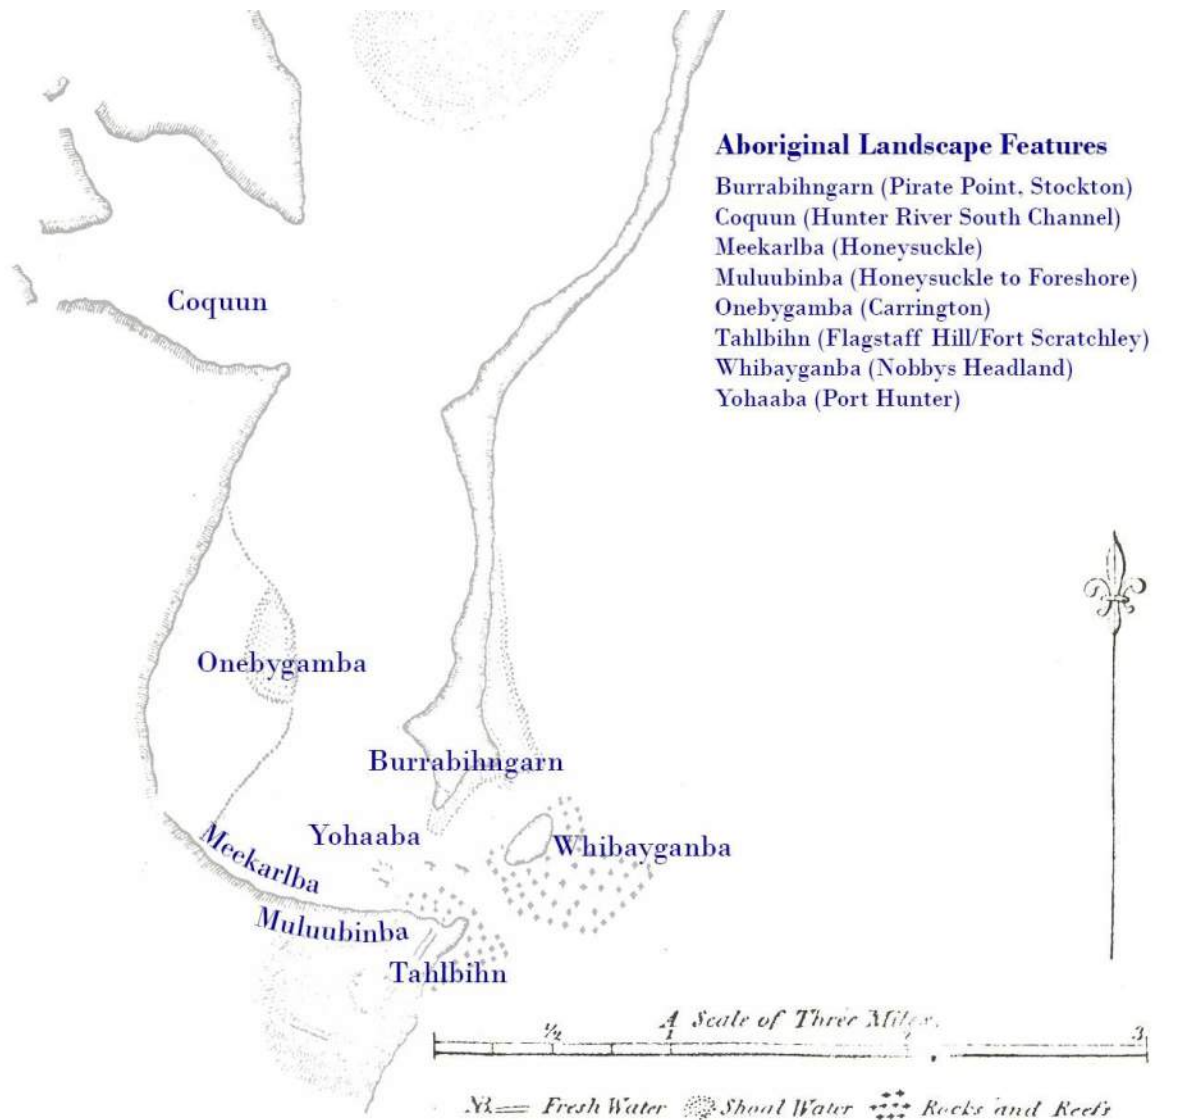 Aboriginal Landscape Features
Burrabihngarn (Pirate Point, Stockton)
Coquun (Hunter River South Channel)
Meekarlba (Honeysuckle)
Muluubinba (Honeysuckle to Foreshore)
Onebygamba (Carrington)
Tahlbihn (Flagstaff Hill/Fort Scratchley)
Whibayganba (Nobbys Headland)
Yohaaba (Port Hunter)
Coquun
Onebygamba
Burrabihngarn
Yohaaba
Whibayganba
Meekarlba
Muluubinba
Tahlbihn
A Scale of Three Miles.
½ 1 3
NB Fresh Water Shoal Water Rocks and Reefs